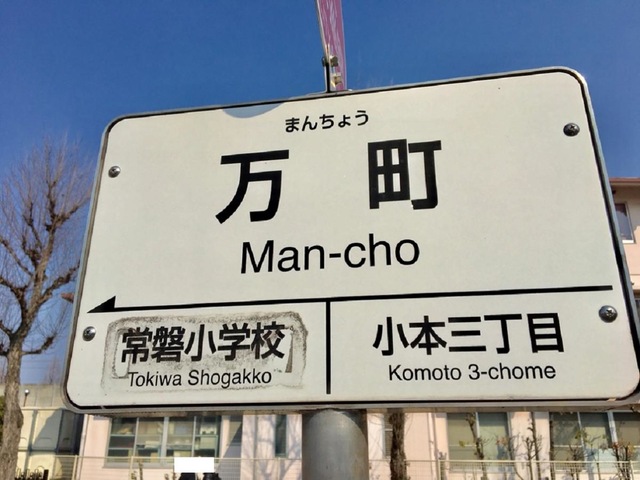 まんちょう
万町
Man-cho
常磐小学校
Tokiwa Shogakko
小本三丁目
Komoto 3-chome